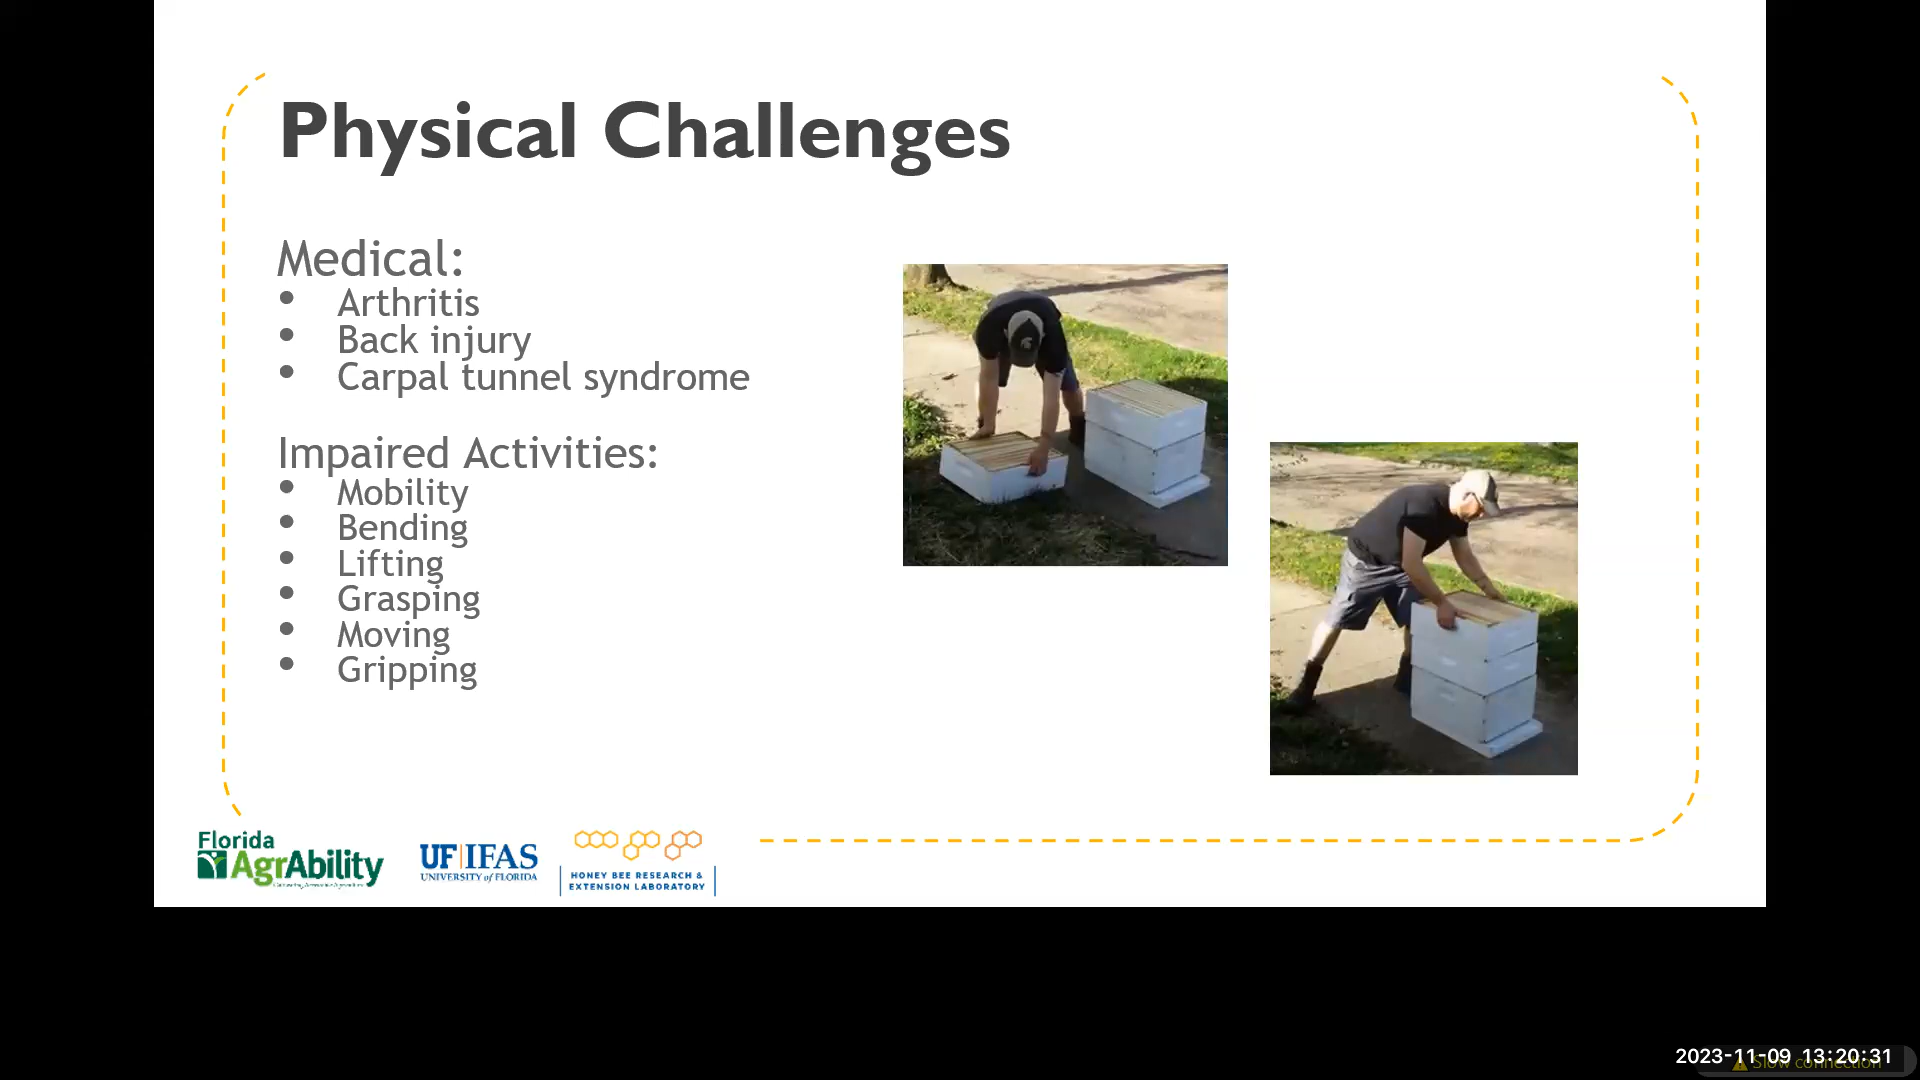 Physical Challenges
Medical:
• Arthritis
• Back injury
• Carpal tunnel syndrome
Impaired Activities:
• Mobility
• Bending
• Lifting
• Grasping
• Moving
• Gripping
Florida
AgrAbility
UF|IFAS
UNIVERSITY of FLORIDA
HONEY BEE RESEARCH &
EXTENSION LABORATORY
2023-11-09 13:20:31
Slow connection